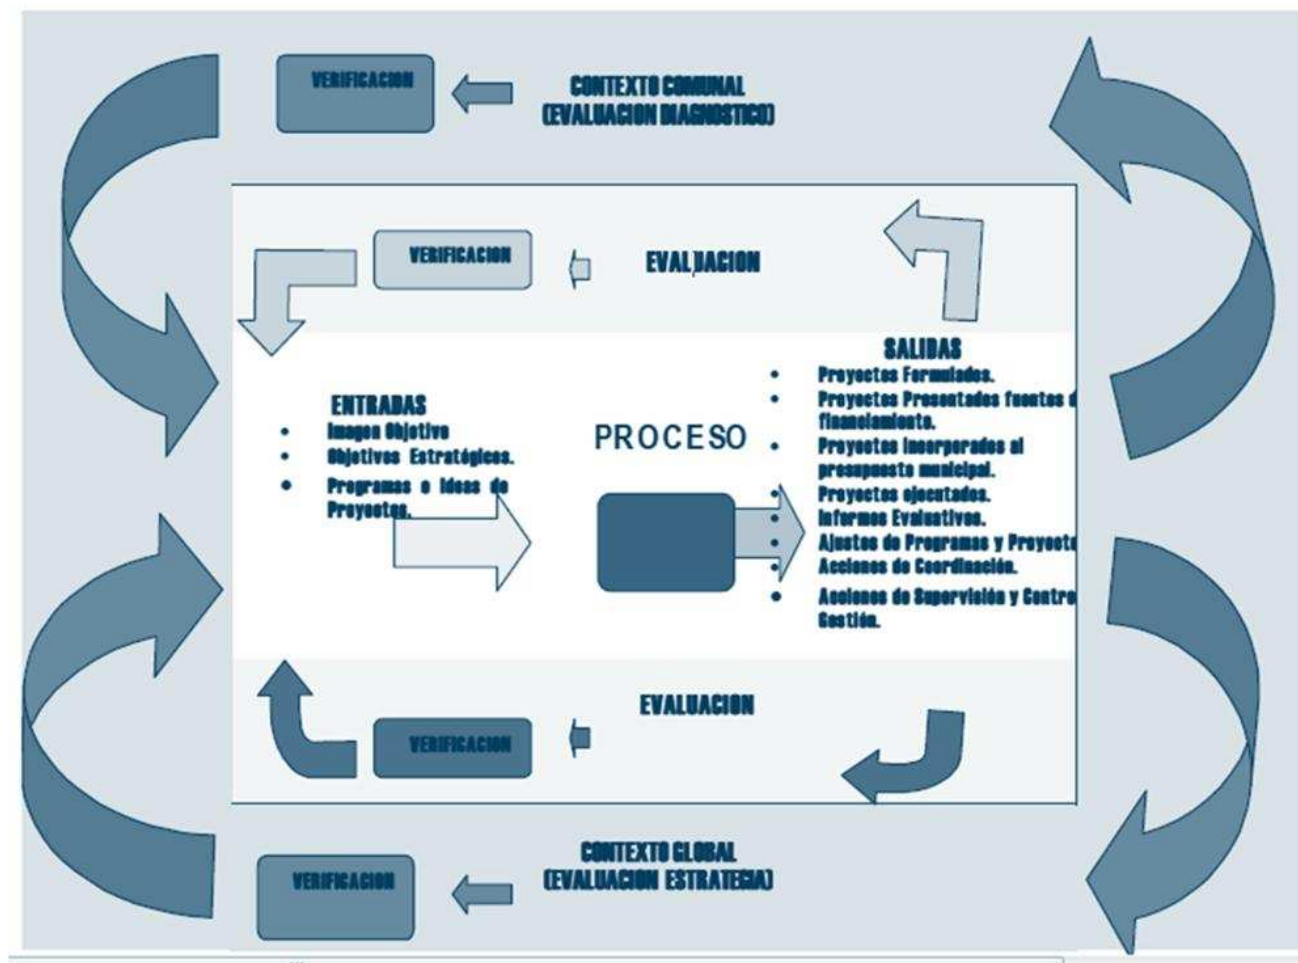 VERIFICACION
CONTEXTO COMUNAL
(EVALUACION DIAGNOSTICO)
VERIFICACION
EVALUACION
ENTRADAS
• Imagen Objetivo
• Objetivos Estratégicos.
• Programas e Ideas de
Proyectos.
PROCESO
SALIDAS
• Proyectos Formulados.
• Proyectos Presentados fuentes d
financiamiento.
• Proyectos incorporados al
presupuesto municipal.
• Proyectos ejecutados.
• Informes Evaluativos.
• Ajustes de Programas y Proyecto
• Acciones de Coordinación.
• Acciones de Supervisión y Contro
Gestión.
EVALUACION
VERIFICACION
CONTEXTO GLOBAL
(EVALUACION ESTRATEGIA)
VERIFICACION